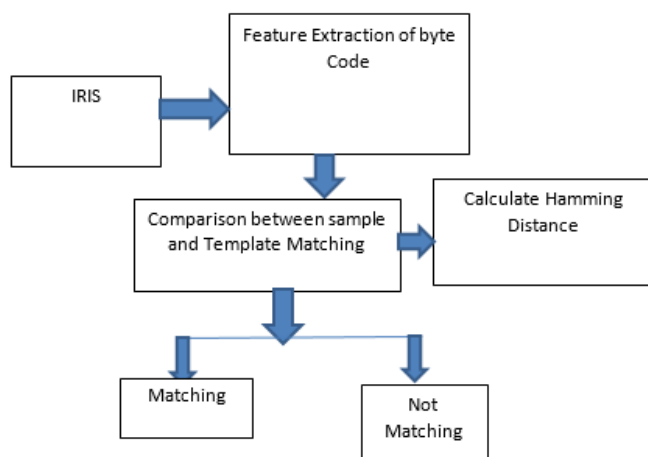 Feature Extraction of byte
Code
IRIS
Comparison between sample
and Template Matching
Calculate Hamming
Distance
Matching
Not
Matching